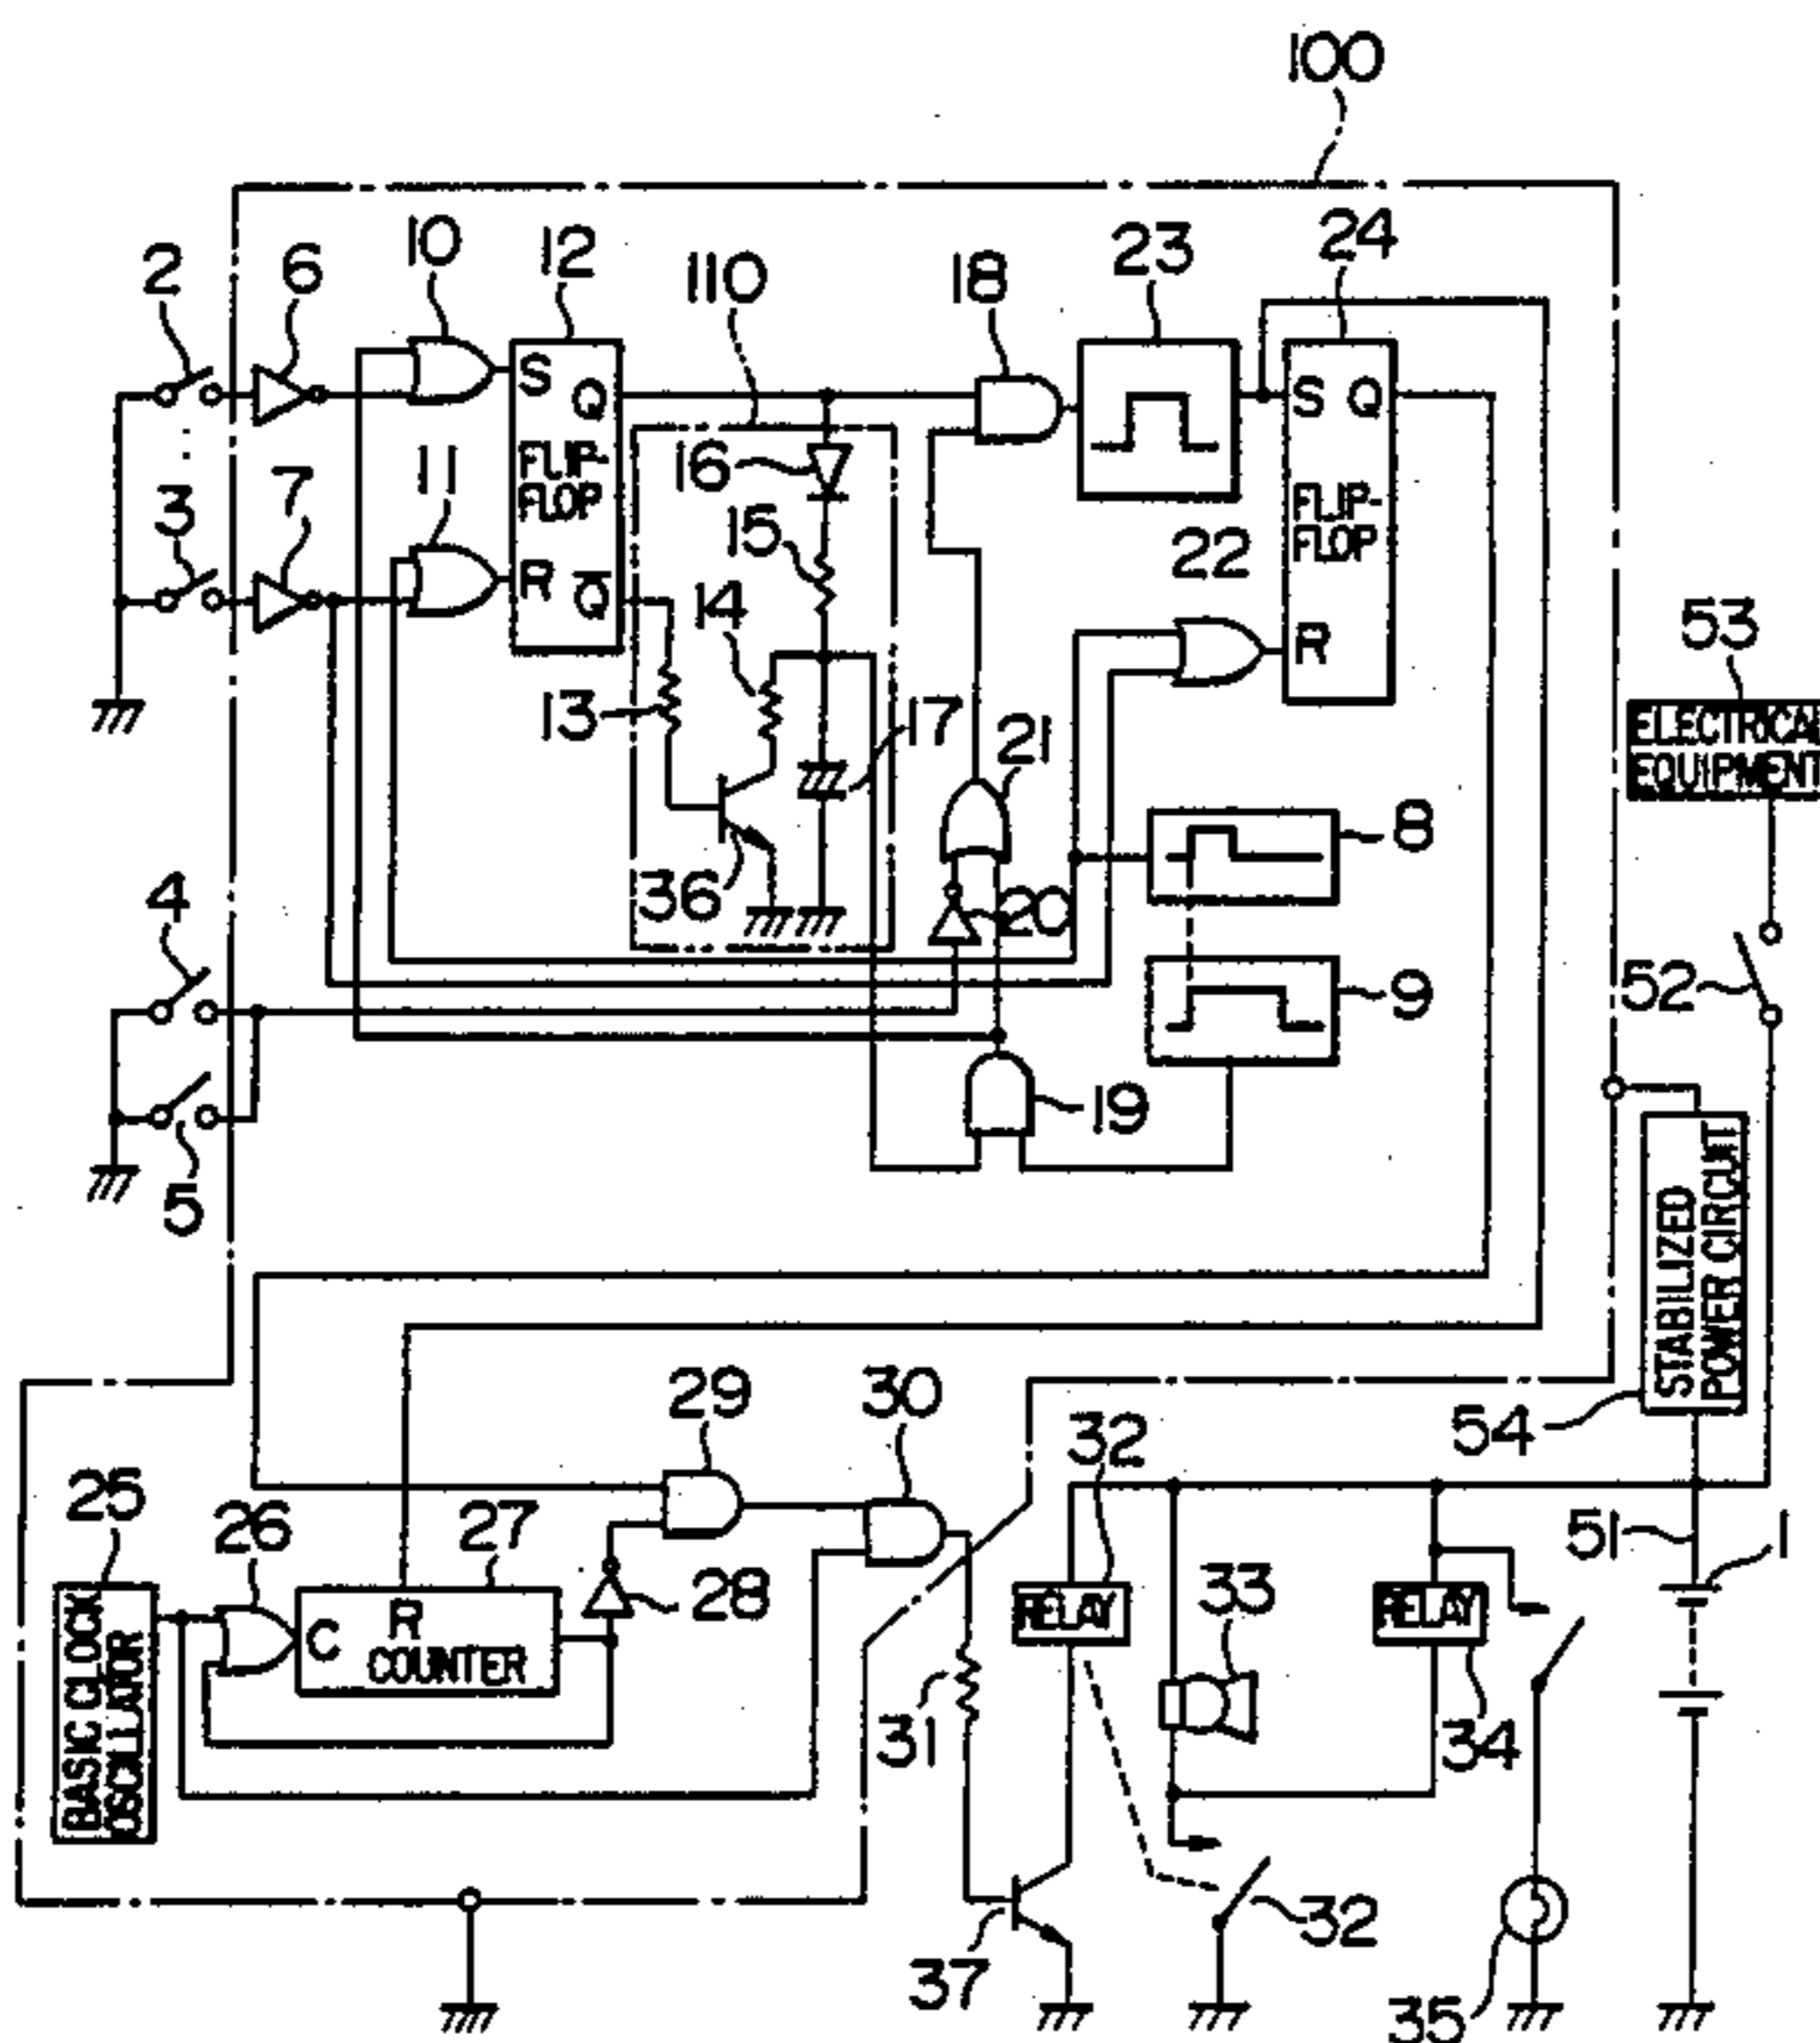 100
10
12
110
18
23
24
2
6
S
Q
S
Q
16
FLIP-
FLOP
11
7
3
15
22
FLIP-
FLOP
R
Q̅
14
R
53
13
17
21
ELECTRICAL
EQUIPMENT
8
36
20
4
9
52
19
5
STABILIZED
POWER CIRCUIT
54
29
30
32
25
26
27
51
1
28
33
RELAY
RELAY
C
R
COUNTER
BASIC CLOCK
OSCILLATOR
31
34
32
37
35